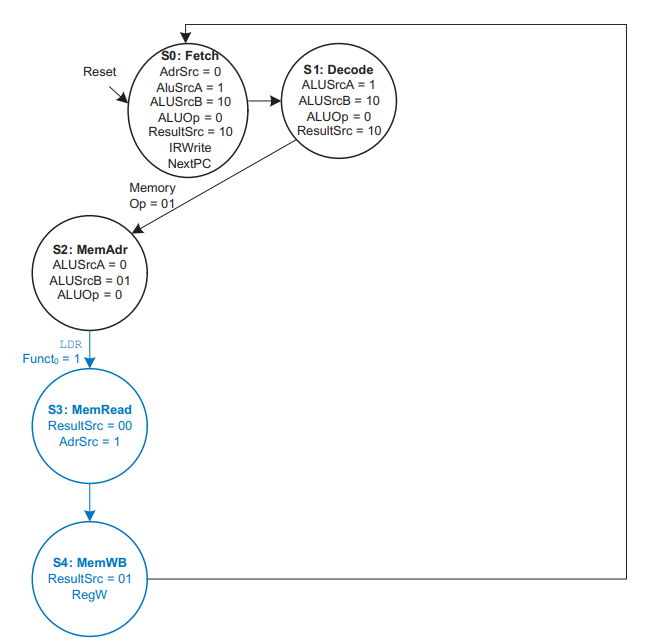 Reset
S0: Fetch
AdrSrc = 0
AluSrcA = 1
ALUSrcB = 10
ALUOp = 0
ResultSrc = 10
IRWrite
NextPC
S1: Decode
ALUSrcA = 1
ALUSrcB = 10
ALUOp = 0
ResultSrc = 10
Memory
Op = 01
S2: MemAdr
ALUSrcA = 0
ALUSrcB = 01
ALUOp = 0
LDR
Funct₀ = 1
S3: MemRead
ResultSrc = 00
AdrSrc = 1
S4: MemWB
ResultSrc = 01
RegW